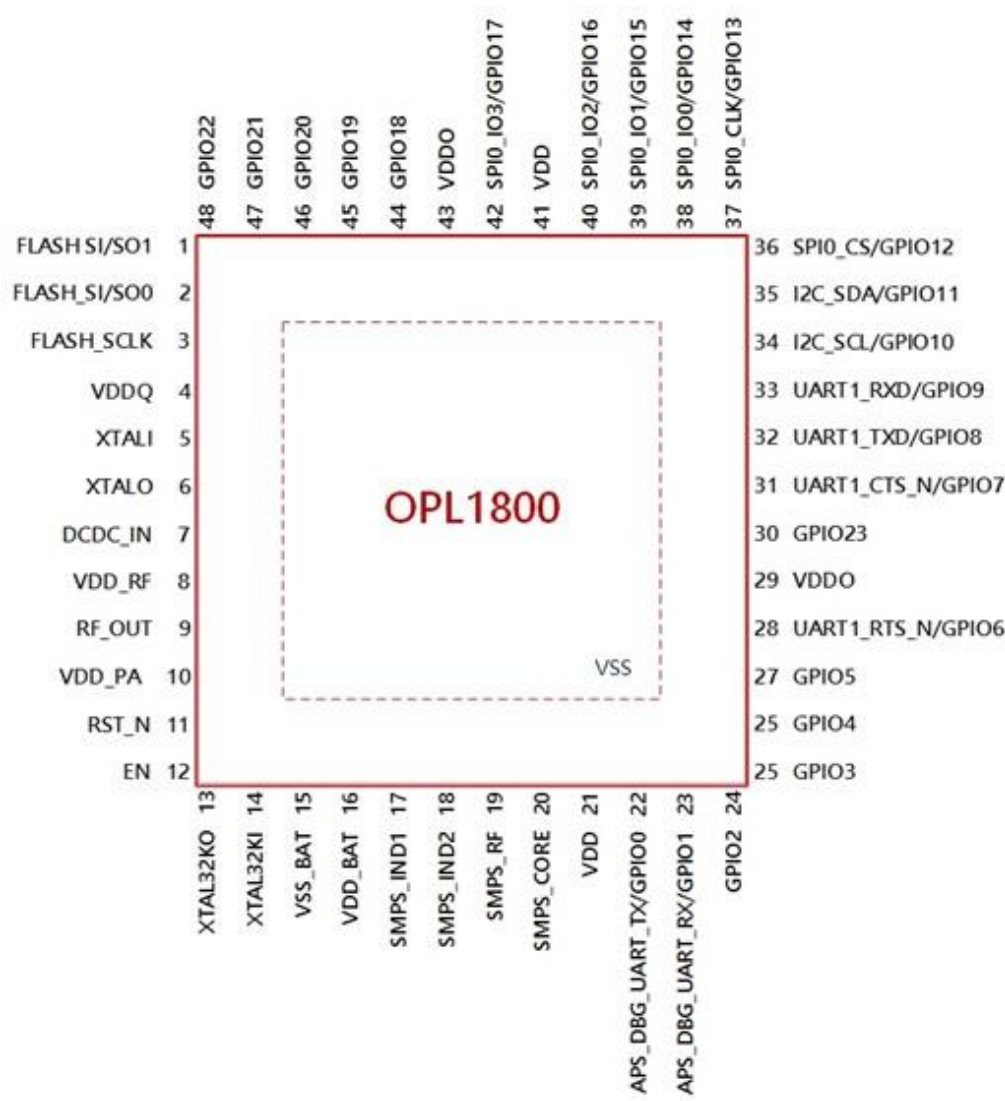 48 GPIO22
47 GPIO21
46 GPIO20
45 GPIO19
44 GPIO18
43 VDDO
42 SPI0_IO3/GPIO17
41 VDD
40 SPI0_IO2/GPIO16
39 SPI0_IO1/GPIO15
38 SPI0_IO0/GPIO14
37 SPI0_CLK/GPIO13
FLASH SI/SO1 1
FLASH_SI/SO0 2
FLASH_SCLK 3
VDDQ 4
XTALI 5
XTALO 6
DCDC_IN 7
VDD_RF 8
RF_OUT 9
VDD_PA 10
RST_N 11
EN 12
OPL1800
VSS
36 SPI0_CS/GPIO12
35 I2C_SDA/GPIO11
34 I2C_SCL/GPIO10
33 UART1_RXD/GPIO9
32 UART1_TXD/GPIO8
31 UART1_CTS_N/GPIO7
30 GPIO23
29 VDDO
28 UART1_RTS_N/GPIO6
27 GPIO5
25 GPIO4
25 GPIO3
XTAL32KO 13
XTAL32KI 14
VSS_BAT 15
VDD_BAT 16
SMPS_IND1 17
SMPS_IND2 18
SMPS_RF 19
SMPS_CORE 20
VDD 21
APS_DBG_UART_TX/GPIO0 22
APS_DBG_UART_RX/GPIO1 23
GPIO2 24